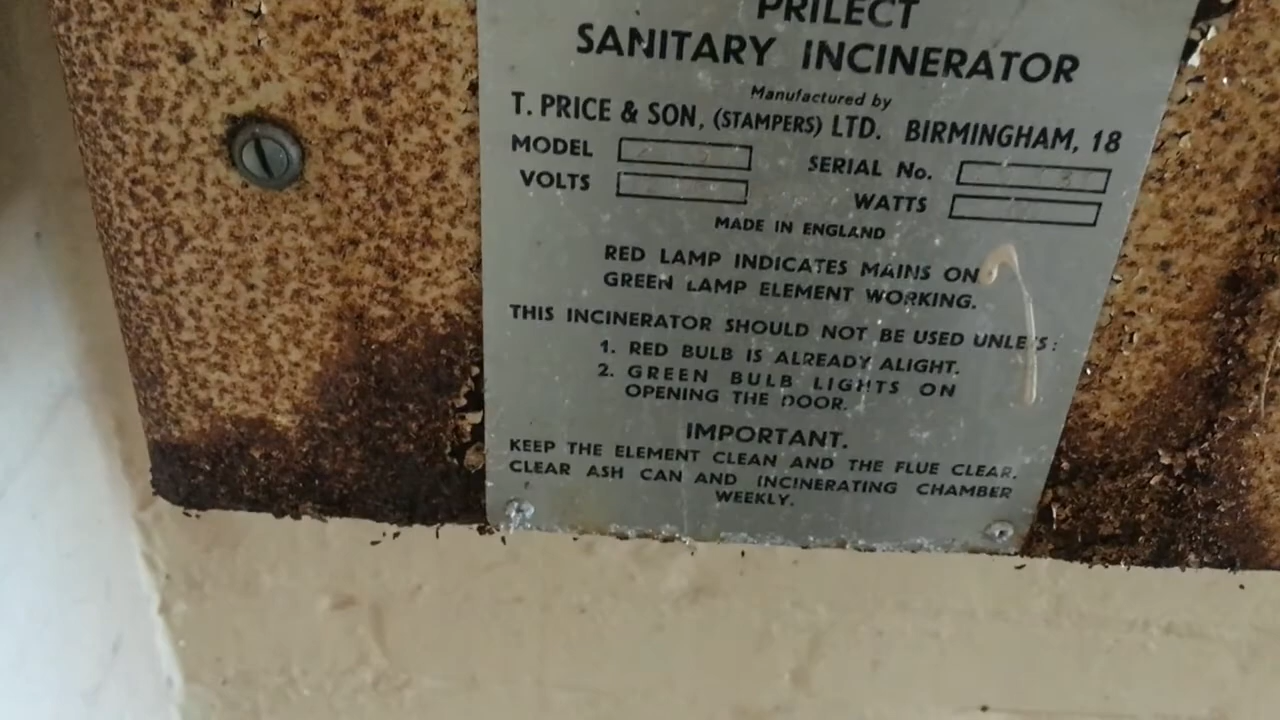 PRILECT
SANITARY INCINERATOR
Manufactured by
T. PRICE & SON, (STAMPERS) LTD. BIRMINGHAM, 18
MODEL SERIAL No.
VOLTS WATTS
MADE IN ENGLAND
RED LAMP INDICATES MAINS ON
GREEN LAMP ELEMENT WORKING.
THIS INCINERATOR SHOULD NOT BE USED UNLESS:
1. RED BULB IS ALREADY ALIGHT.
2. GREEN BULB LIGHTS ON
OPENING THE DOOR.
IMPORTANT.
KEEP THE ELEMENT CLEAN AND THE FLUE CLEAR.
CLEAR ASH CAN AND INCINERATING CHAMBER
WEEKLY.